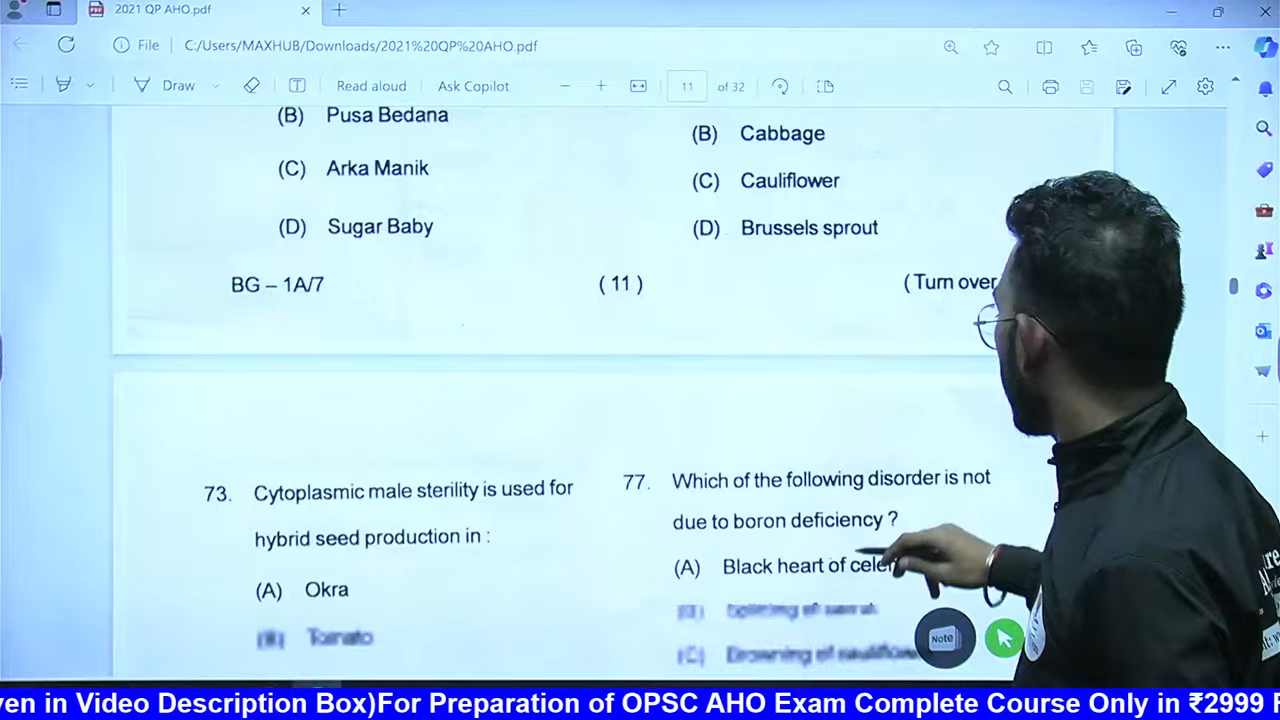 2021 QP AHO.pdf
File
C:/Users/MAXHUB/Downloads/2021%20QP%20AHO.pdf
Draw
Read aloud
Ask Copilot
11
of 32
(B) Pusa Bedana
(C) Arka Manik
(D) Sugar Baby
(B) Cabbage
(C) Cauliflower
(D) Brussels sprout
BG – 1A/7
( 11 )
( Turn over
73. Cytoplasmic male sterility is used for
hybrid seed production in :
(A) Okra
(B) Tomato
77. Which of the following disorder is not
due to boron deficiency ?
(A) Black heart of
(C) Browning of
Note
ven in Video Description Box)For Preparation of OPSC AHO Exam Complete Course Only in ₹2999